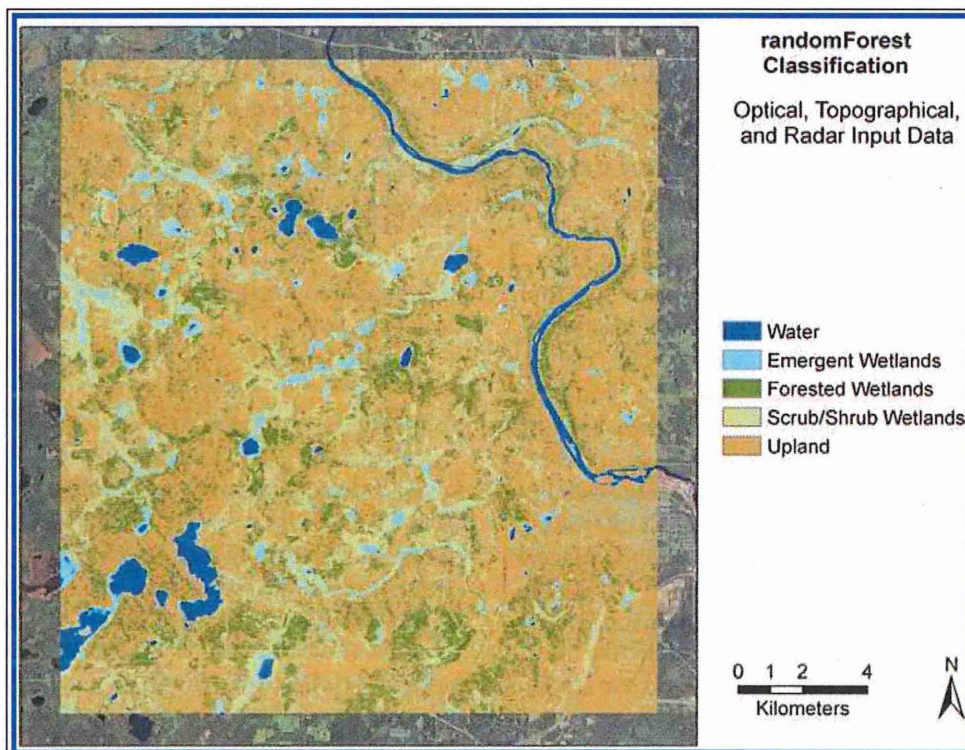 randomForest
Classification
Optical, Topographical,
and Radar Input Data
Water
Emergent Wetlands
Forested Wetlands
Scrub/Shrub Wetlands
Upland
0 1 2 4
Kilometers
N